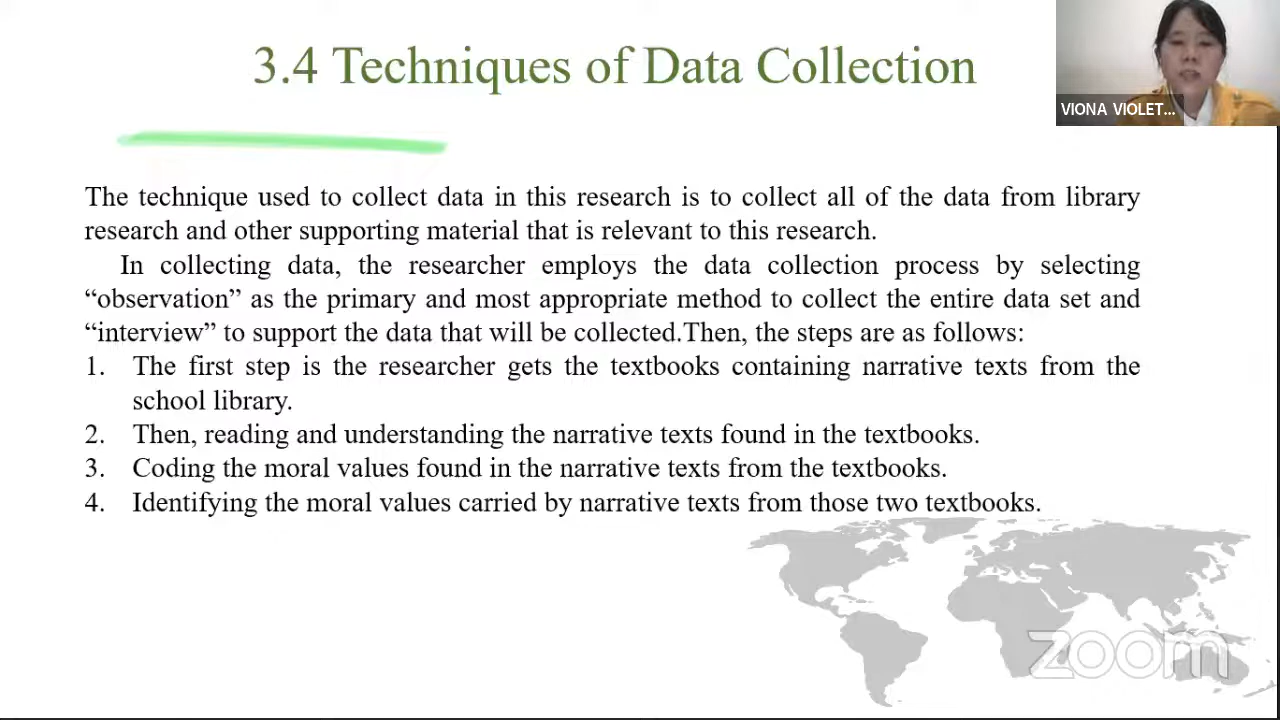 3.4 Techniques of Data Collection
VIONA VIOLET...
The technique used to collect data in this research is to collect all of the data from library
research and other supporting material that is relevant to this research.
In collecting data, the researcher employs the data collection process by selecting
“observation” as the primary and most appropriate method to collect the entire data set and
“interview” to support the data that will be collected.Then, the steps are as follows:
1. The first step is the researcher gets the textbooks containing narrative texts from the
school library.
2. Then, reading and understanding the narrative texts found in the textbooks.
3. Coding the moral values found in the narrative texts from the textbooks.
4. Identifying the moral values carried by narrative texts from those two textbooks.
zoom